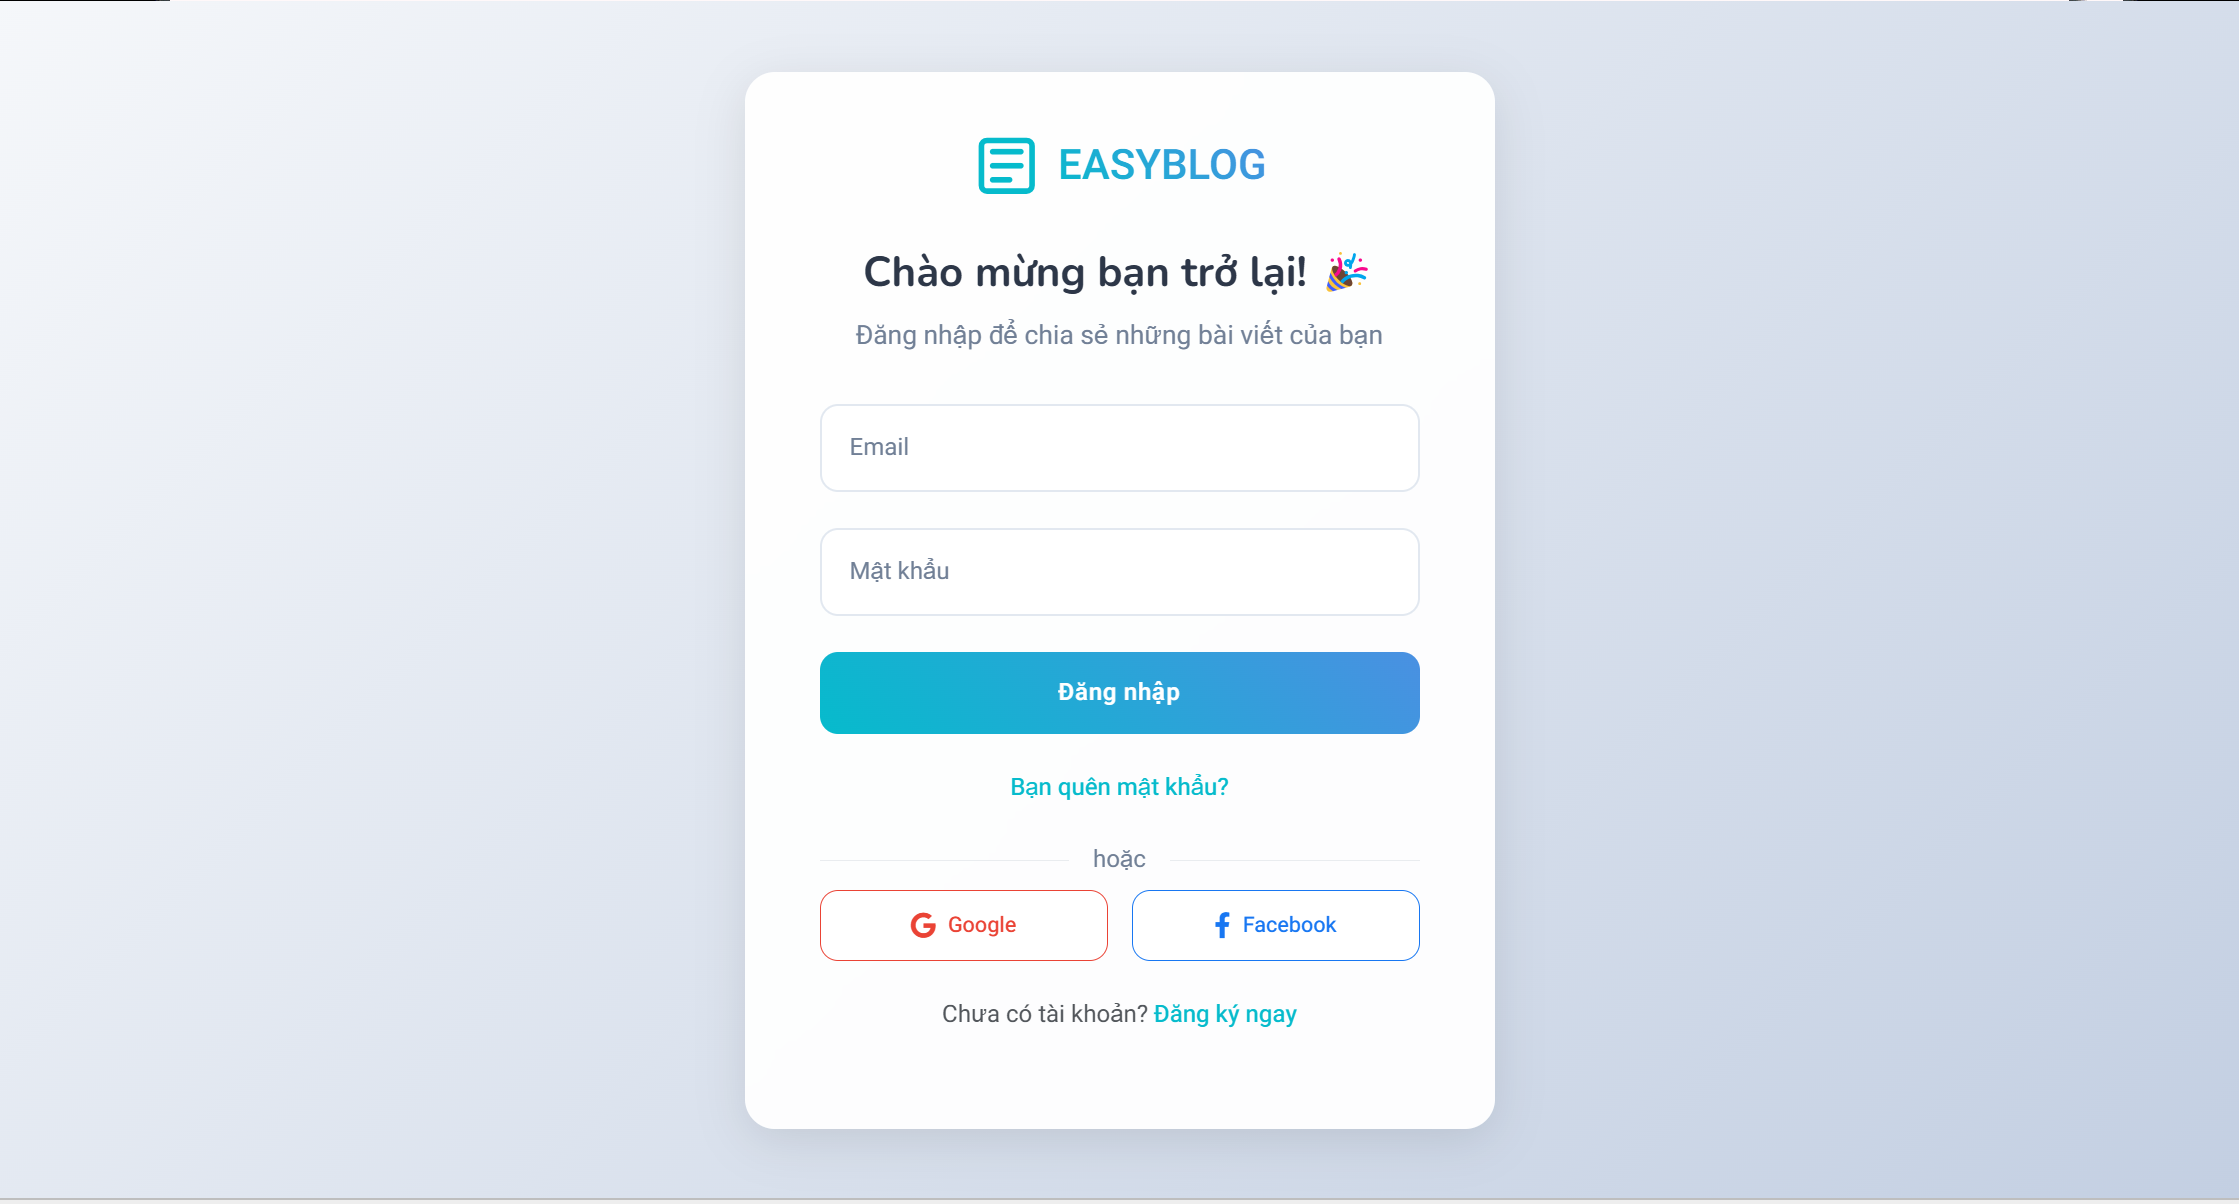 EASYBLOG
Chào mừng bạn trở lại! 🎉
Đăng nhập để chia sẻ những bài viết của bạn
Email
Mật khẩu
Đăng nhập
Bạn quên mật khẩu?
hoặc
Google
Facebook
Chưa có tài khoản? Đăng ký ngay